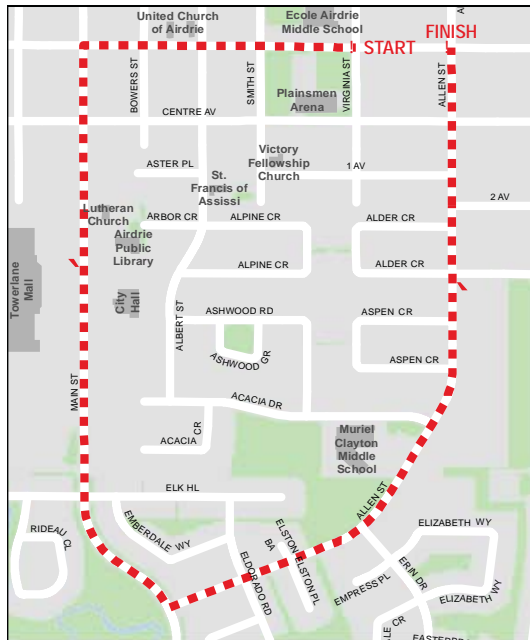 United Church
of Airdrie
Ecole Airdrie
Middle School
FINISH
START
BOWERS ST
SMITH ST
VIRGINIA ST
ALLEN ST
A
MAIN ST
Plainsmen
Arena
CENTRE AV
Victory
Fellowship
Church
ASTER PL
1 AV
St.
Francis of
Assissi
2 AV
Lutheran
Church
ARBOR CR
ALPINE CR
ALDER CR
Airdrie
Public
Library
ALPINE CR
ALDER CR
Towerlane
Mall
City
Hall
ALBERT ST
ASHWOOD RD
ASPEN CR
ASHWOOD GR
ASPEN CR
MAIN ST
ACACIA DR
ACACIA
CR
Muriel
Clayton
Middle
School
ELK HL
ALLEN ST
RIDEAU
CL
EMBERDALE WY
BA
ELSTON
ELSTON PL
ELDORADO RD
ELIZABETH WY
ERIN DR
EMPRESS PL
ELIZABETH WY
CR